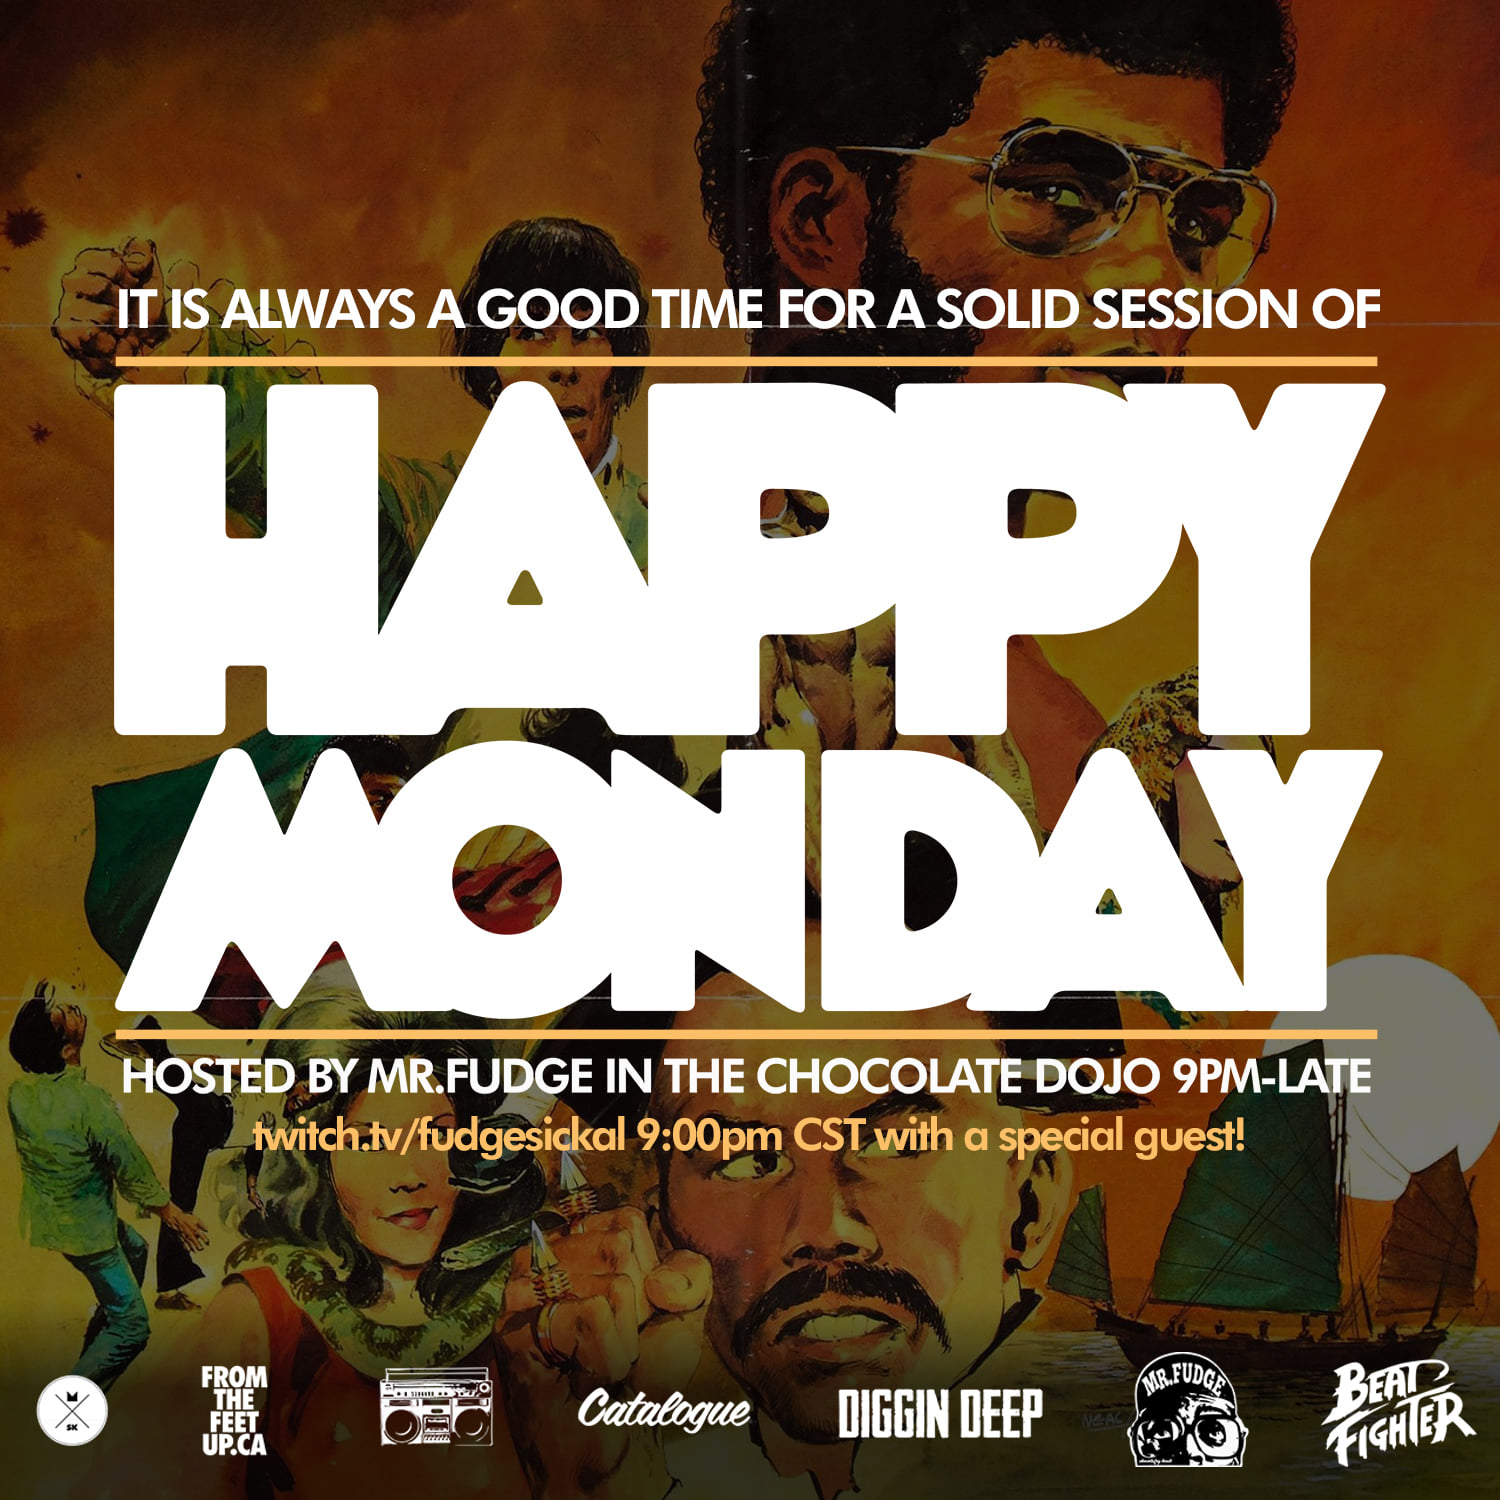 IT IS ALWAYS A GOOD TIME FOR A SOLID SESSION OF
HAPPY
MONDAY
HOSTED BY MR.FUDGE IN THE CHOCOLATE DOJO 9PM-LATE
twitch.tv/fudgesickal 9:00pm CST with a special guest!
M
SK
FROM
THE
FEET
UP.CA
Catalogue
DIGGIN DEEP
NEAL
MR.FUDGE
BEAT
FIGHTER